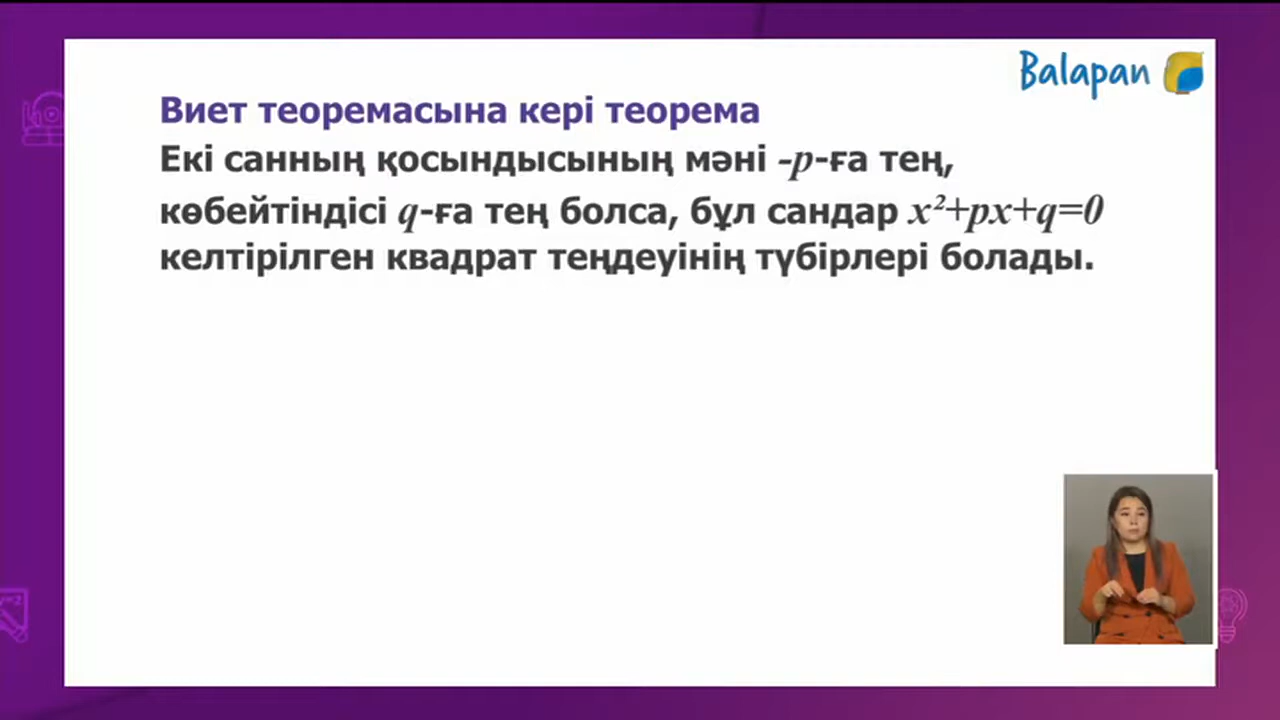 Balapan
Виет теоремасына кері теорема
Екі санның қосындысының мәні -p-ға тең,
көбейтіндісі q-ға тең болса, бұл сандар x²+px+q=0
келтірілген квадрат теңдеуінің түбірлері болады.